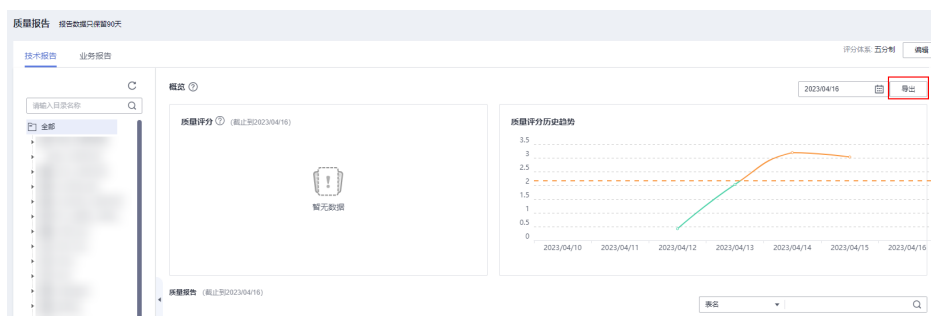 质量报告 报告数据只保留90天
技术报告 业务报告
评分体系 五分制 编辑
请输入目录名称
全部
概览
2023/04/16 导出
质量评分 (截止到2023/04/16)
暂无数据
质量评分历史趋势
3.5
3
2.5
2
1.5
1
0.5
0
2023/04/10 2023/04/11 2023/04/12 2023/04/13 2023/04/14 2023/04/15 2023/04/16
质量报告 (截止到2023/04/16)
表名